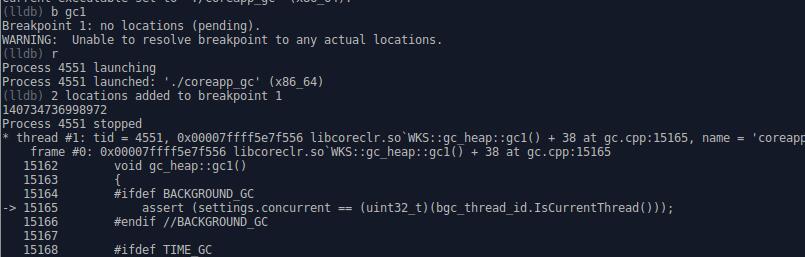 (lldb) b gc1
Breakpoint 1: no locations (pending).
WARNING:  Unable to resolve breakpoint to any actual locations.
(lldb) r
Process 4551 launching
Process 4551 launched: './coreapp_gc' (x86_64)
(lldb) 2 locations added to breakpoint 1
140734736998972
Process 4551 stopped
* thread #1: tid = 4551, 0x00007ffff5e7f556 libcoreclr.so`WKS::gc_heap::gc1() + 38 at gc.cpp:15165, name = 'coreapp
    frame #0: 0x00007ffff5e7f556 libcoreclr.so`WKS::gc_heap::gc1() + 38 at gc.cpp:15165
   15162       void gc_heap::gc1()
   15163       {
   15164       #ifdef BACKGROUND_GC
-> 15165           assert (settings.concurrent == (uint32_t)(bgc_thread_id.IsCurrentThread()));
   15166       #endif //BACKGROUND_GC
   15167
   15168       #ifdef TIME_GC